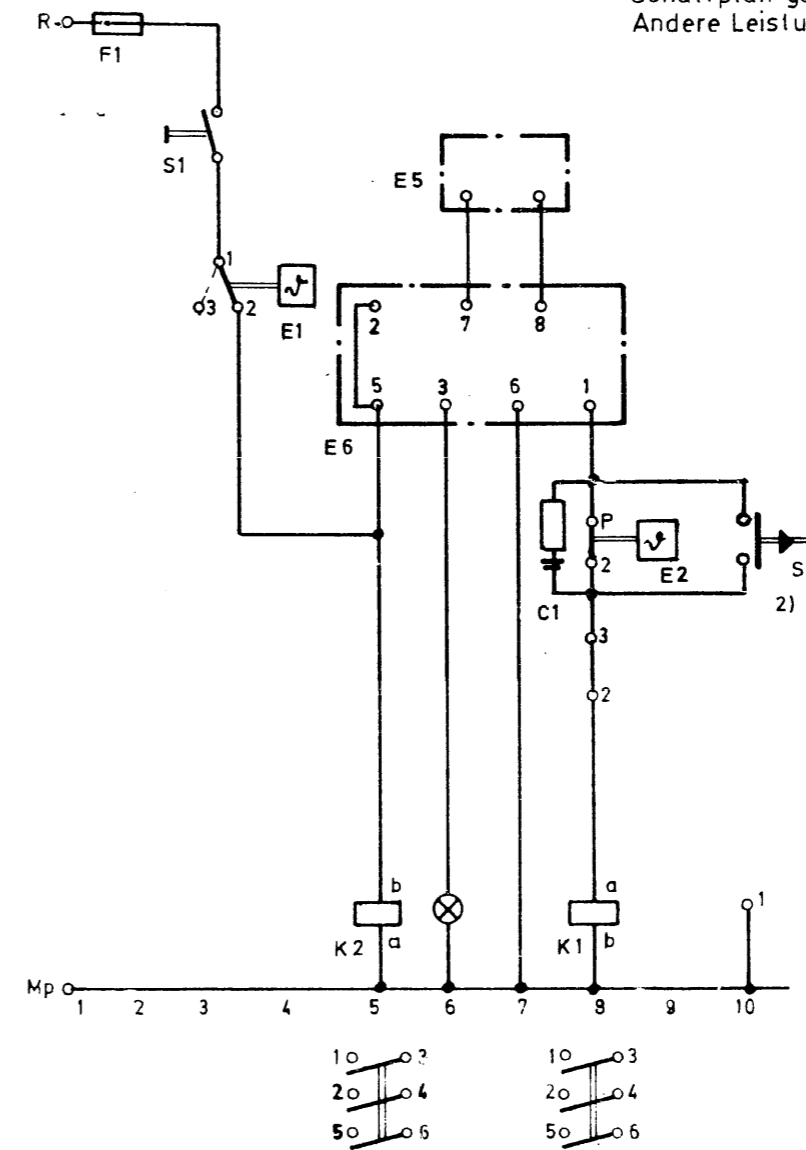 Schaltplan ge
Andere Leistu
R
F1
S1
E5
1
3 2
E1
2 7 8
5 3 6 1
E6
P
2
E2
C1
S
2)
3
2
b
a
K2
a
b
K1
1
Mp
1 2 3 4 5 6 7 8 9 10
1 3 1 3
2 4 2 4
5 6 5 6